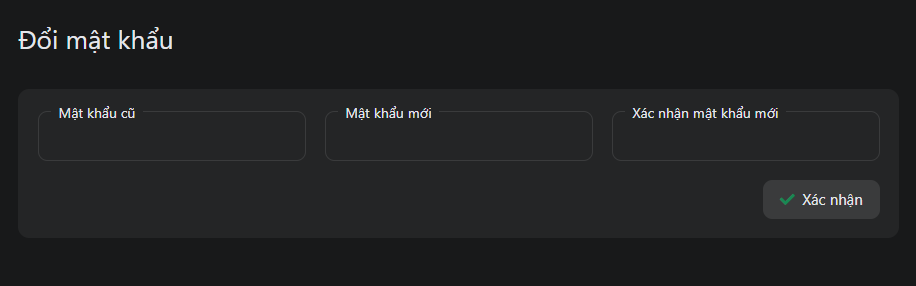 Đổi mật khẩu
Mật khẩu cũ
Mật khẩu mới
Xác nhận mật khẩu mới
Xác nhận